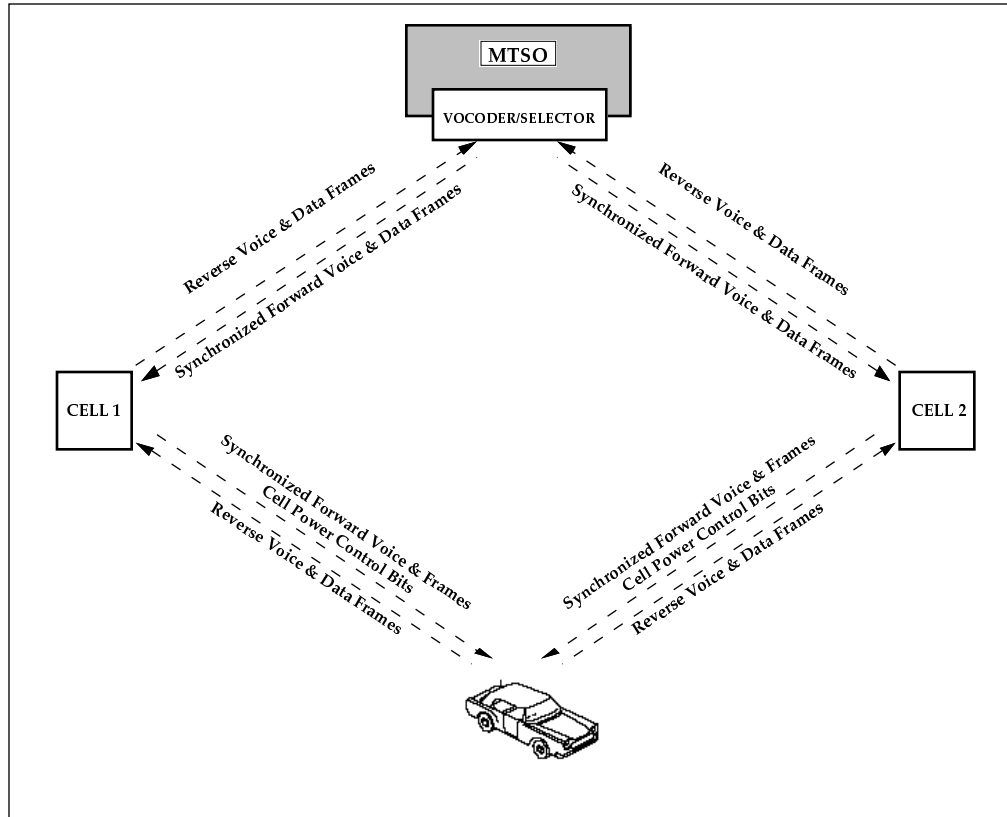 MTSO
VOCODER/SELECTOR
Reverse Voice & Data Frames
Synchronized Forward Voice & Data Frames
Reverse Voice & Data Frames
Synchronized Forward Voice & Data Frames
CELL 1
CELL 2
Synchronized Forward Voice & Frames
Cell Power Control Bits
Reverse Voice & Data Frames
Synchronized Forward Voice & Frames
Cell Power Control Bits
Reverse Voice & Data Frames